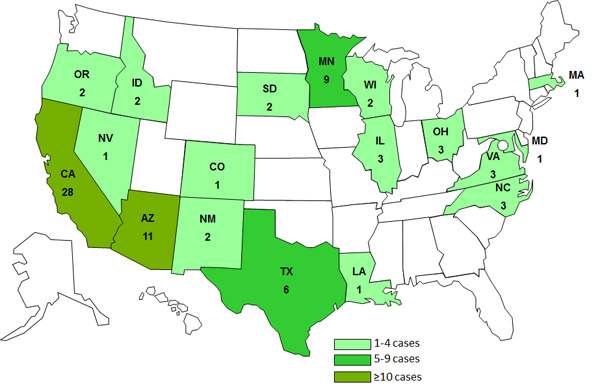 MN
9
OR
2
ID
2
SD
2
WI
2
MA
1
NV
1
IL
3
OH
3
MD
1
CO
1
VA
3
CA
28
NC
3
AZ
11
NM
2
TX
6
LA
1
1-4 cases
5-9 cases
≥10 cases